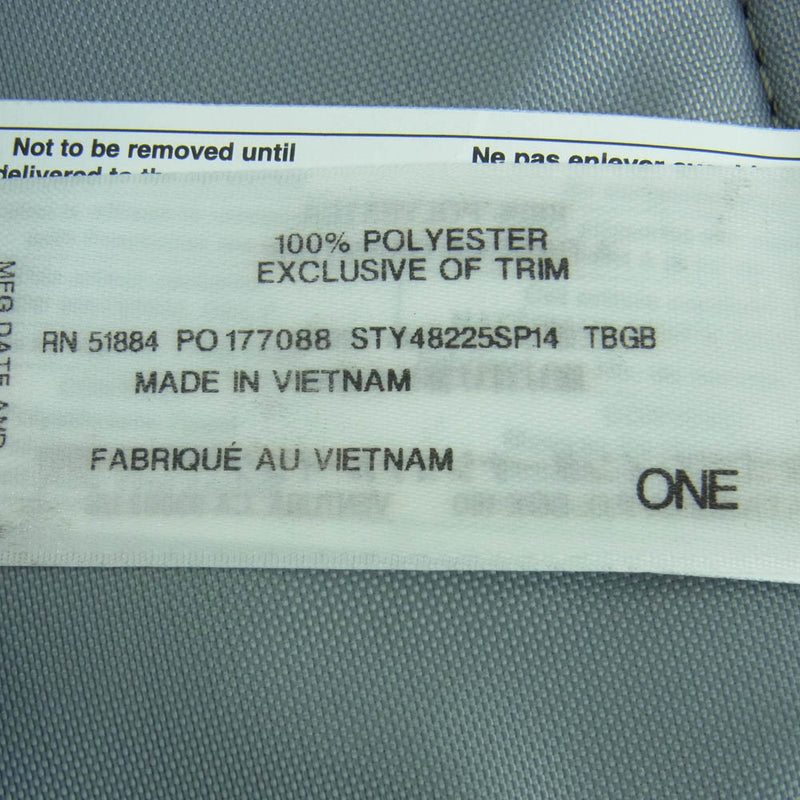 Not to be removed until
delivered to th
Ne pas enlever
100% POLYESTER
EXCLUSIVE OF TRIM
RN 51884 PO 177088 STY48225SP14 TBGB
MADE IN VIETNAM
FABRIQUÉ AU VIETNAM
ONE
MFG DATE AND